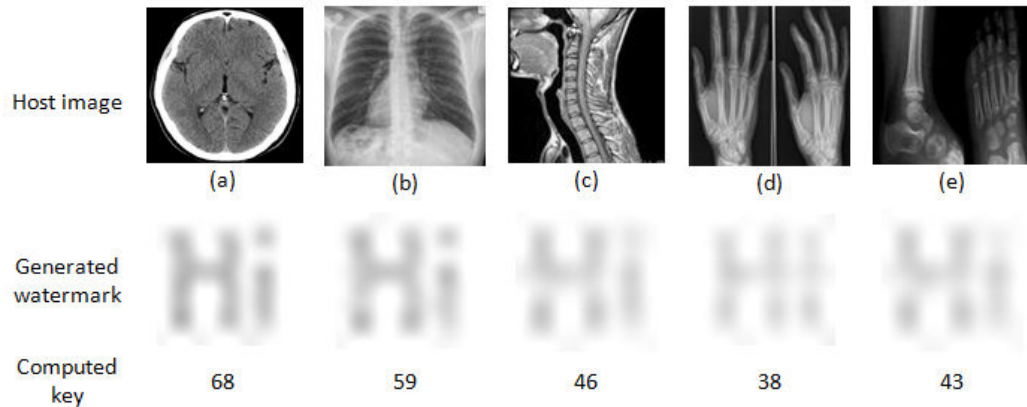 Host image
(a) (b) (c) (d) (e)
Generated watermark
Hi Hi Hi Hi Hi
Computed key
68 59 46 38 43